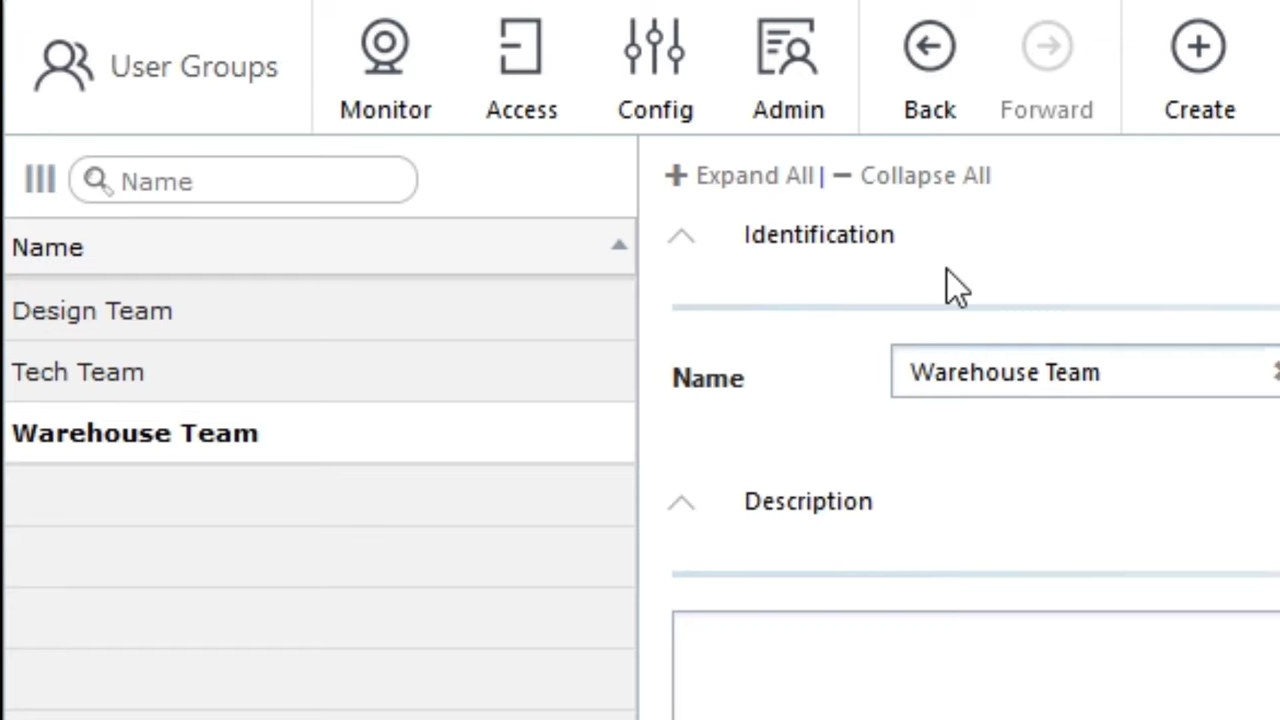 User Groups
Monitor
Access
Config
Admin
Back
Forward
Create
Name
Expand All | Collapse All
Name
Identification
Design Team
Tech Team
Name
Warehouse Team
Warehouse Team
Description